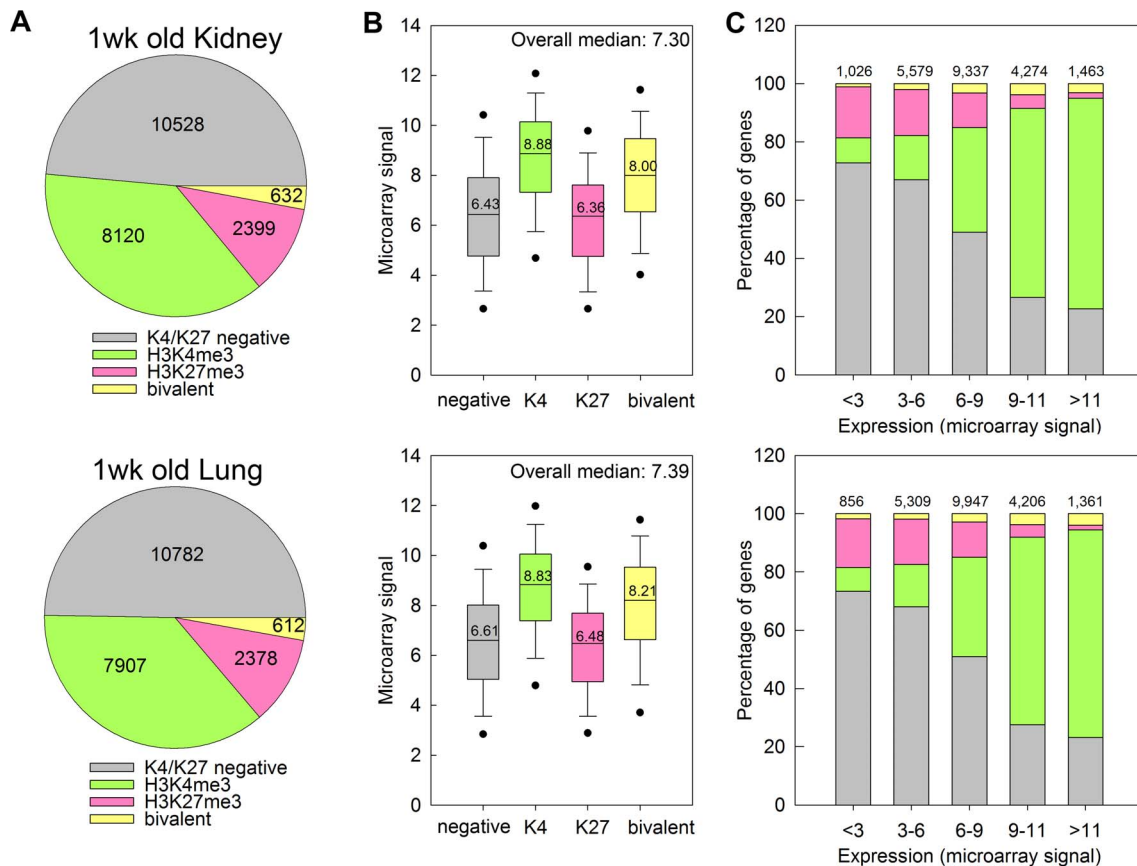 A
1wk old Kidney
10528
632
8120
2399
K4/K27 negative
H3K4me3
H3K27me3
bivalent
B
Overall median: 7.30
Microarray signal
14
12
10
8
6
4
2
0
6.43
8.88
6.36
8.00
negative K4 K27 bivalent
C
Percentage of genes
120
100
80
60
40
20
0
1,026 5,579 9,337 4,274 1,463
<3 3-6 6-9 9-11 >11
Expression (microarray signal)
1wk old Lung
10782
612
7907
2378
K4/K27 negative
H3K4me3
H3K27me3
bivalent
Overall median: 7.39
Microarray signal
14
12
10
8
6
4
2
0
6.61
8.83
6.48
8.21
negative K4 K27 bivalent
Percentage of genes
120
100
80
60
40
20
0
856 5,309 9,947 4,206 1,361
<3 3-6 6-9 9-11 >11
Expression (microarray signal)